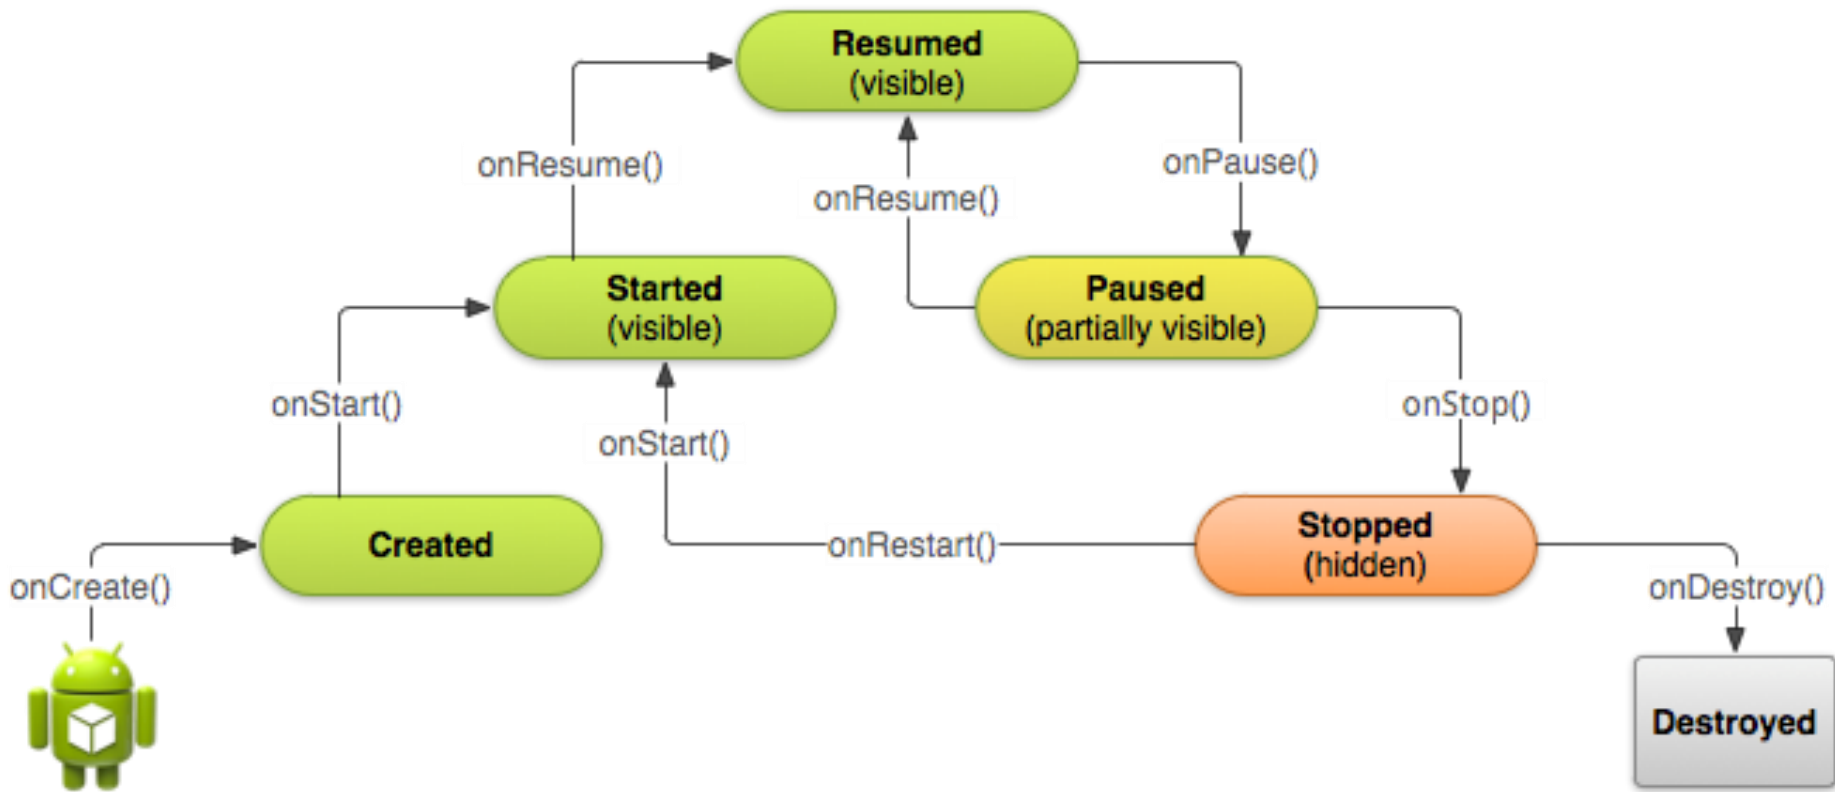 Resumed
(visible)
onResume()
onPause()
onResume()
Started
(visible)
Paused
(partially visible)
onStart()
onStop()
onStart()
Created
Stopped
(hidden)
onRestart()
onCreate()
onDestroy()
Destroyed